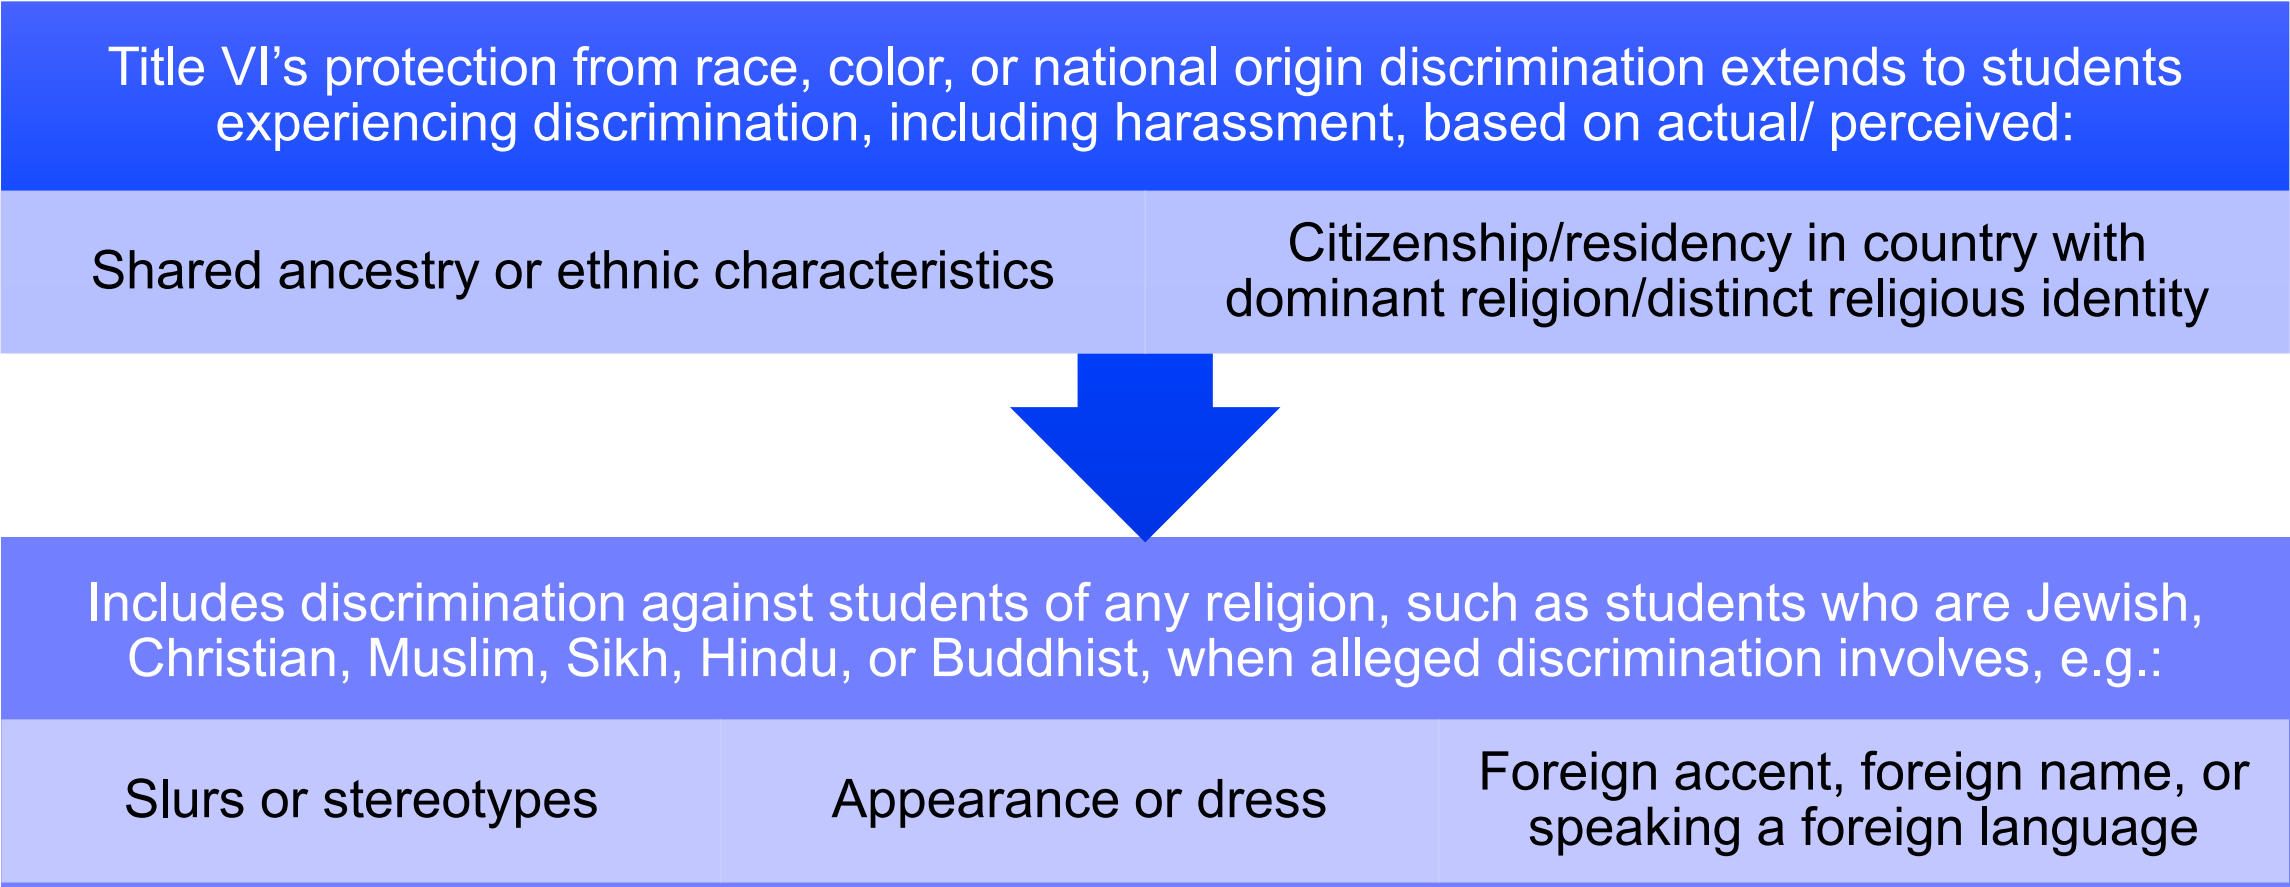 Title VI’s protection from race, color, or national origin discrimination extends to students
experiencing discrimination, including harassment, based on actual/ perceived:
Shared ancestry or ethnic characteristics
Citizenship/residency in country with
dominant religion/distinct religious identity
Includes discrimination against students of any religion, such as students who are Jewish,
Christian, Muslim, Sikh, Hindu, or Buddhist, when alleged discrimination involves, e.g.:
Slurs or stereotypes
Appearance or dress
Foreign accent, foreign name, or
speaking a foreign language